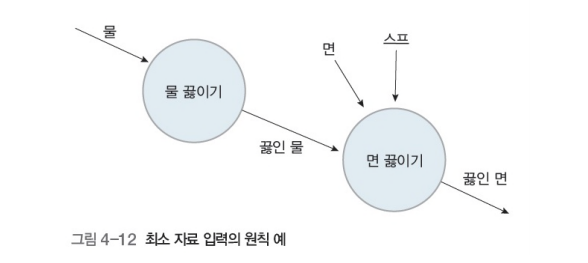 물
물 끓이기
면
스프
끓인 물
면 끓이기
끓인 면
그림 4-12 최소 자료 입력의 원칙 예